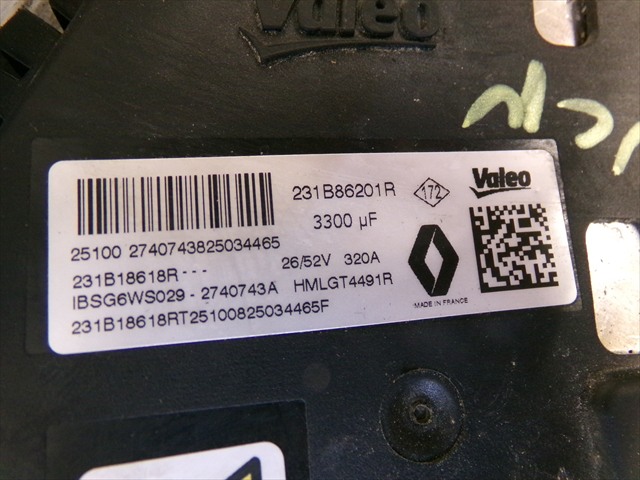 Valeo
231B86201R
172
Valeo
3300 µF
25100 2740743825034465
231B18618R---
26/52V 320A
IBSG6WS029 - 2740743A HMLGT4491R
MADE IN FRANCE
231B18618RT25100825034465F